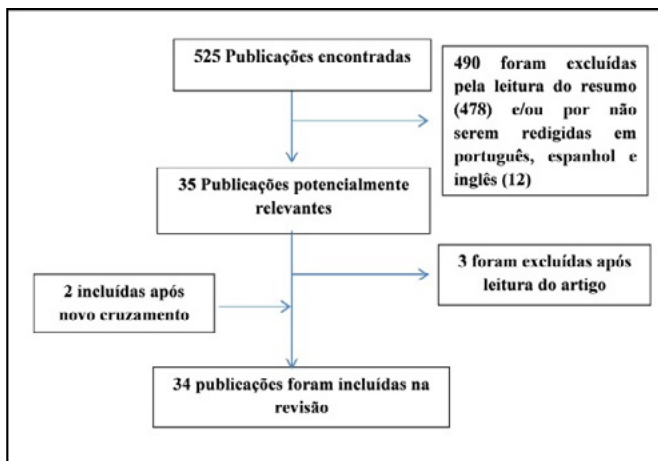 525 Publicações encontradas
490 foram excluídas
pela leitura do resumo
(478) e/ou por não
serem redigidas em
português, espanhol e
inglês (12)
35 Publicações potencialmente
relevantes
3 foram excluídas após
leitura do artigo
2 incluídas após
novo cruzamento
34 publicações foram incluídas na
revisão